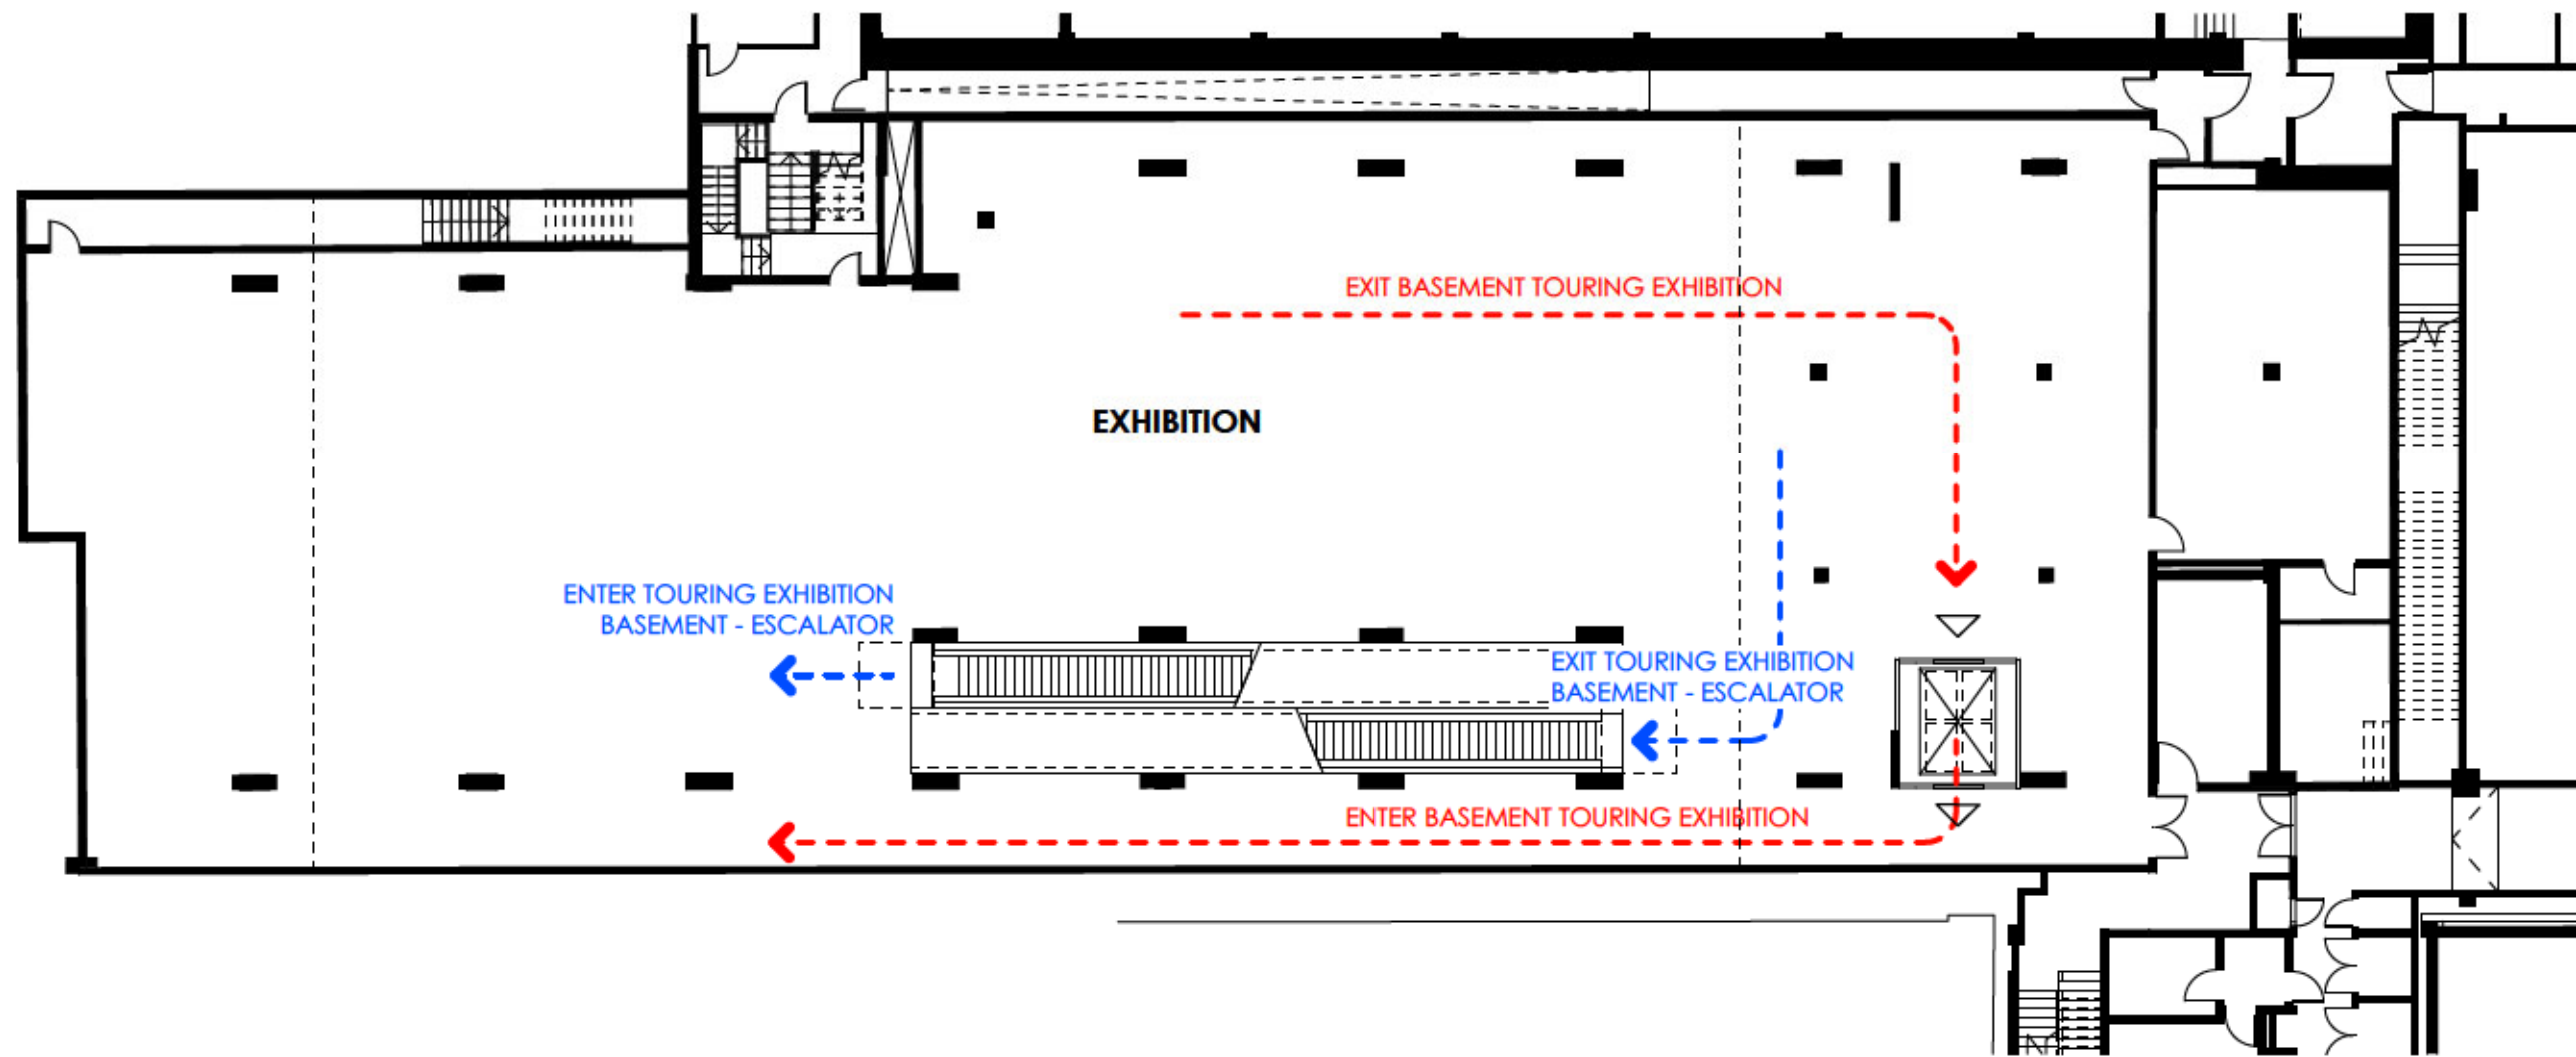 EXIT BASEMENT TOURING EXHIBITION
EXHIBITION
ENTER TOURING EXHIBITION
BASEMENT - ESCALATOR
EXIT TOURING EXHIBITION
BASEMENT - ESCALATOR
ENTER BASEMENT TOURING EXHIBITION